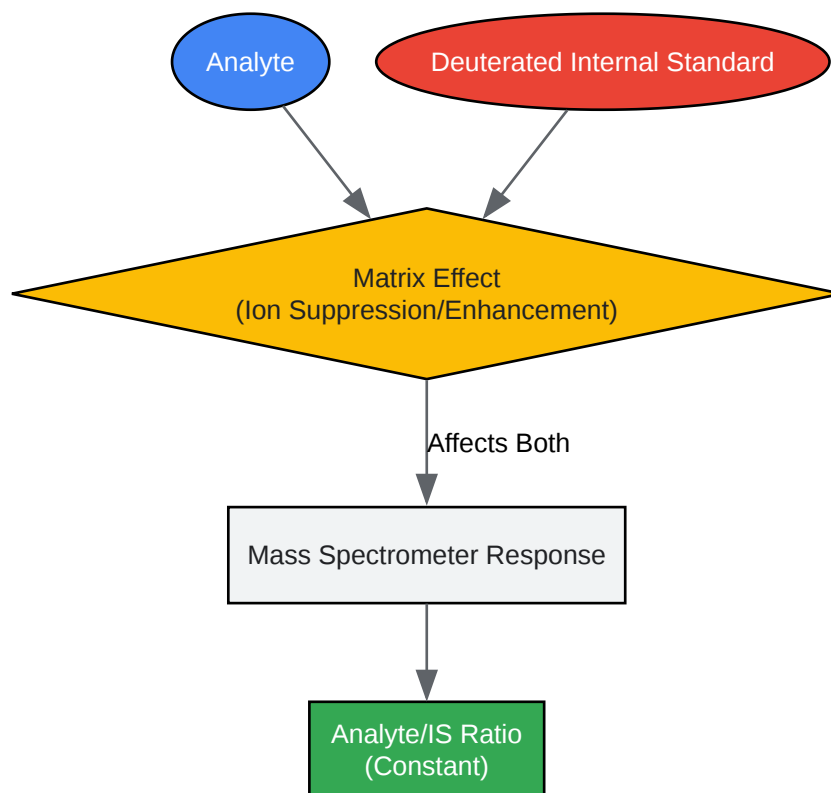 Analyte
Deuterated Internal Standard
Matrix Effect
(Ion Suppression/Enhancement)
Affects Both
Mass Spectrometer Response
Analyte/IS Ratio
(Constant)